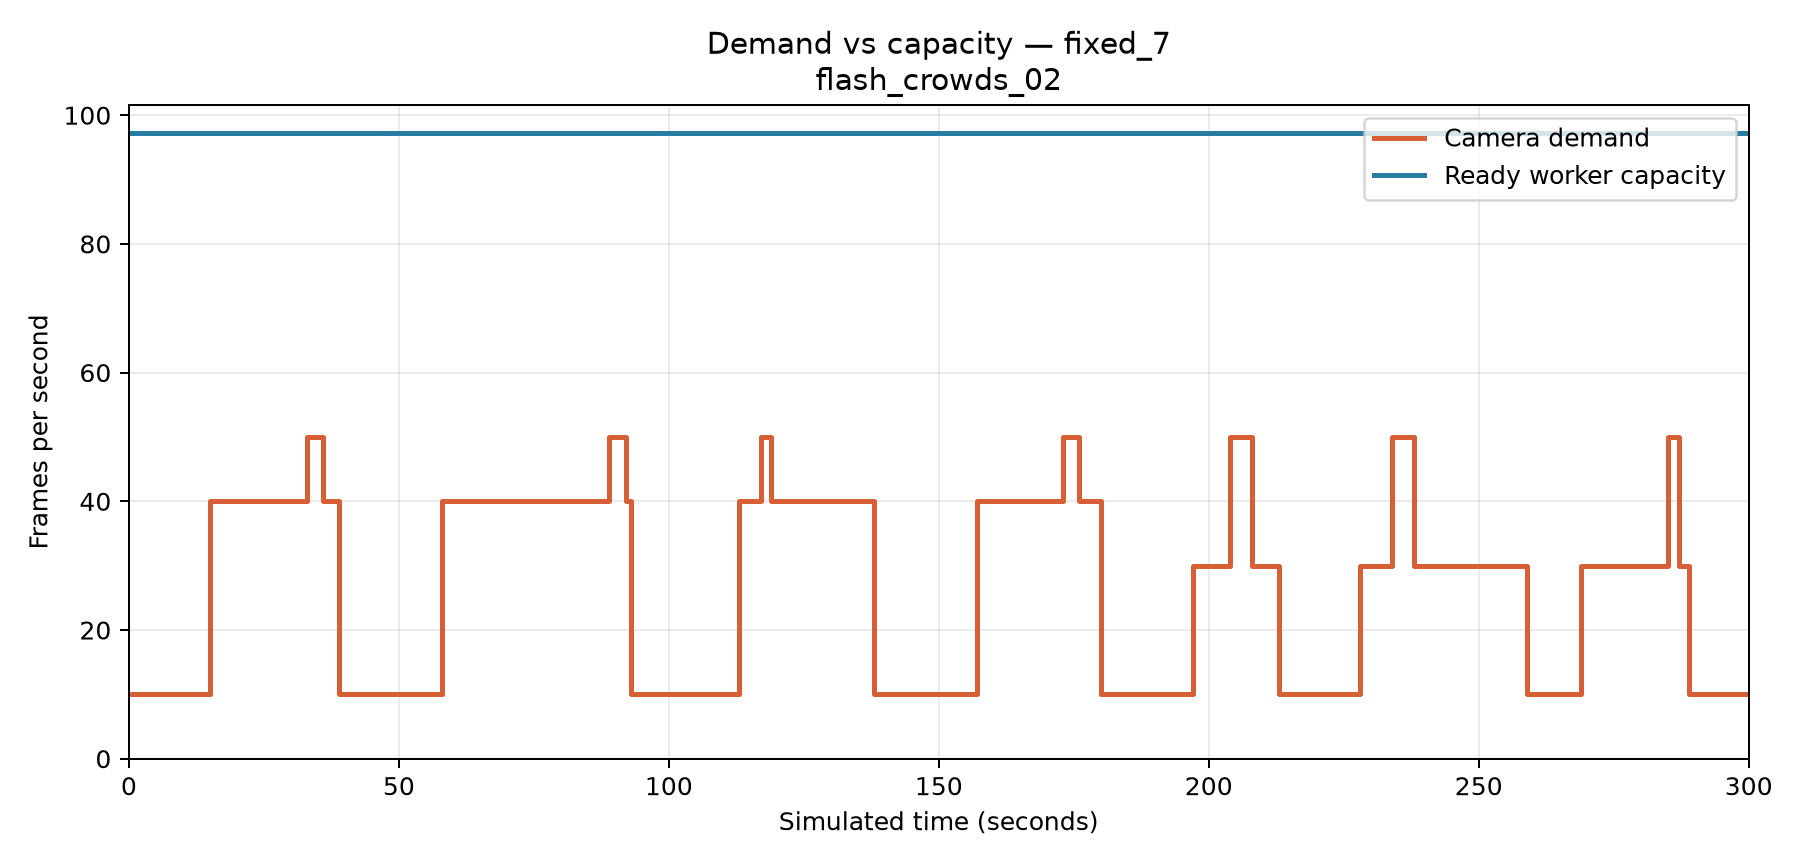 Demand vs capacity — fixed_7
flash_crowds_02
Camera demand
Ready worker capacity
Frames per second
100
80
60
40
20
0
0 50 100 150 200 250 300
Simulated time (seconds)